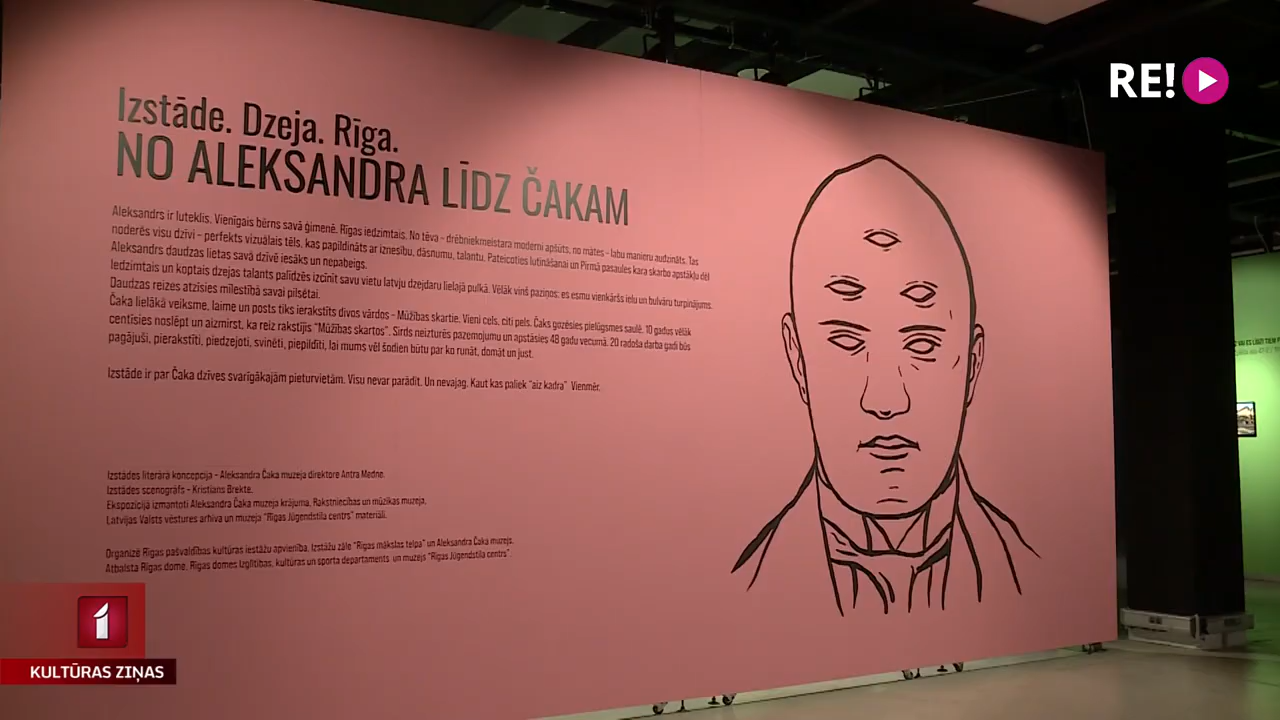 RE!
Izstāde. Dzeja. Rīga.
NO ALEKSANDRA LĪDZ ČAKAM
Aleksandrs ir luteklis. Vienīgais bērns savā ģimenē. Rīgas iedzimtais. No tēva - drēbniekmeistara moderni apšūts, no mātes - labu manieru audzināts. Tas
noderēs visu dzīvi - perfekts vizuālais tēls, kas papildināts ar iznesību, dāsnumu, talantu. Pateicoties lutināšanai un Pirmā pasaules kara skarbo apstākļu dēļ
Aleksandrs daudzas lietas savā dzīvē iesāks un nepabeigs.
Iedzimtais un koptais dzejas talants palīdzēs izcīnīt savu vietu latvju dzejdaru lielajā pulkā. Vēlāk viņš paziņos: es esmu vienkāršs ielu un bulvāru turpinājums.
Daudzas reizes atzīsies mīlestībā savai pilsētai.
Čaka lielākā veiksme, laime un posts tiks ierakstīts divos vārdos - Mūžības skartie. Vieni cels, citi pels. Čaks gozēsies pielūgsmes saulē. 10 gadus vēlāk
centīsies noslēpt un aizmirst, ka reiz rakstījis "Mūžības skartos". Sirds neizturēs pazemojumu un apstāsies 48 gadu vecumā. 20 radoša darba gadi būs
pagājuši, pierakstīti, piedzejoti, svinēti, piepildīti, lai mums vēl šodien būtu par ko runāt, domāt un just.
Izstāde ir par Čaka dzīves svarīgākajām pieturvietām. Visu nevar parādīt. Un nevajag. Kaut kas paliek "aiz kadra" Vienmēr.
Izstādes literārā koncepcija - Aleksandra Čaka muzeja direktore Antra Medne.
Izstādes scenogrāfs - Kristians Brekte.
Ekspozīcijā izmantoti Aleksandra Čaka muzeja krājuma, Rakstniecības un mūzikas muzeja,
Latvijas Valsts vēstures arhīva un muzeja "Rīgas Jūgendstila centrs" materiāli.
Organizē Rīgas pašvaldības kultūras iestāžu apvienība, Izstāžu zāle "Rīgas mākslas telpa" un Aleksandra Čaka muzejs.
Atbalsta Rīgas dome, Rīgas domes Izglītības, kultūras un sporta departaments un muzejs "Rīgas Jūgendstila centrs".
1
KULTŪRAS ZIŅAS